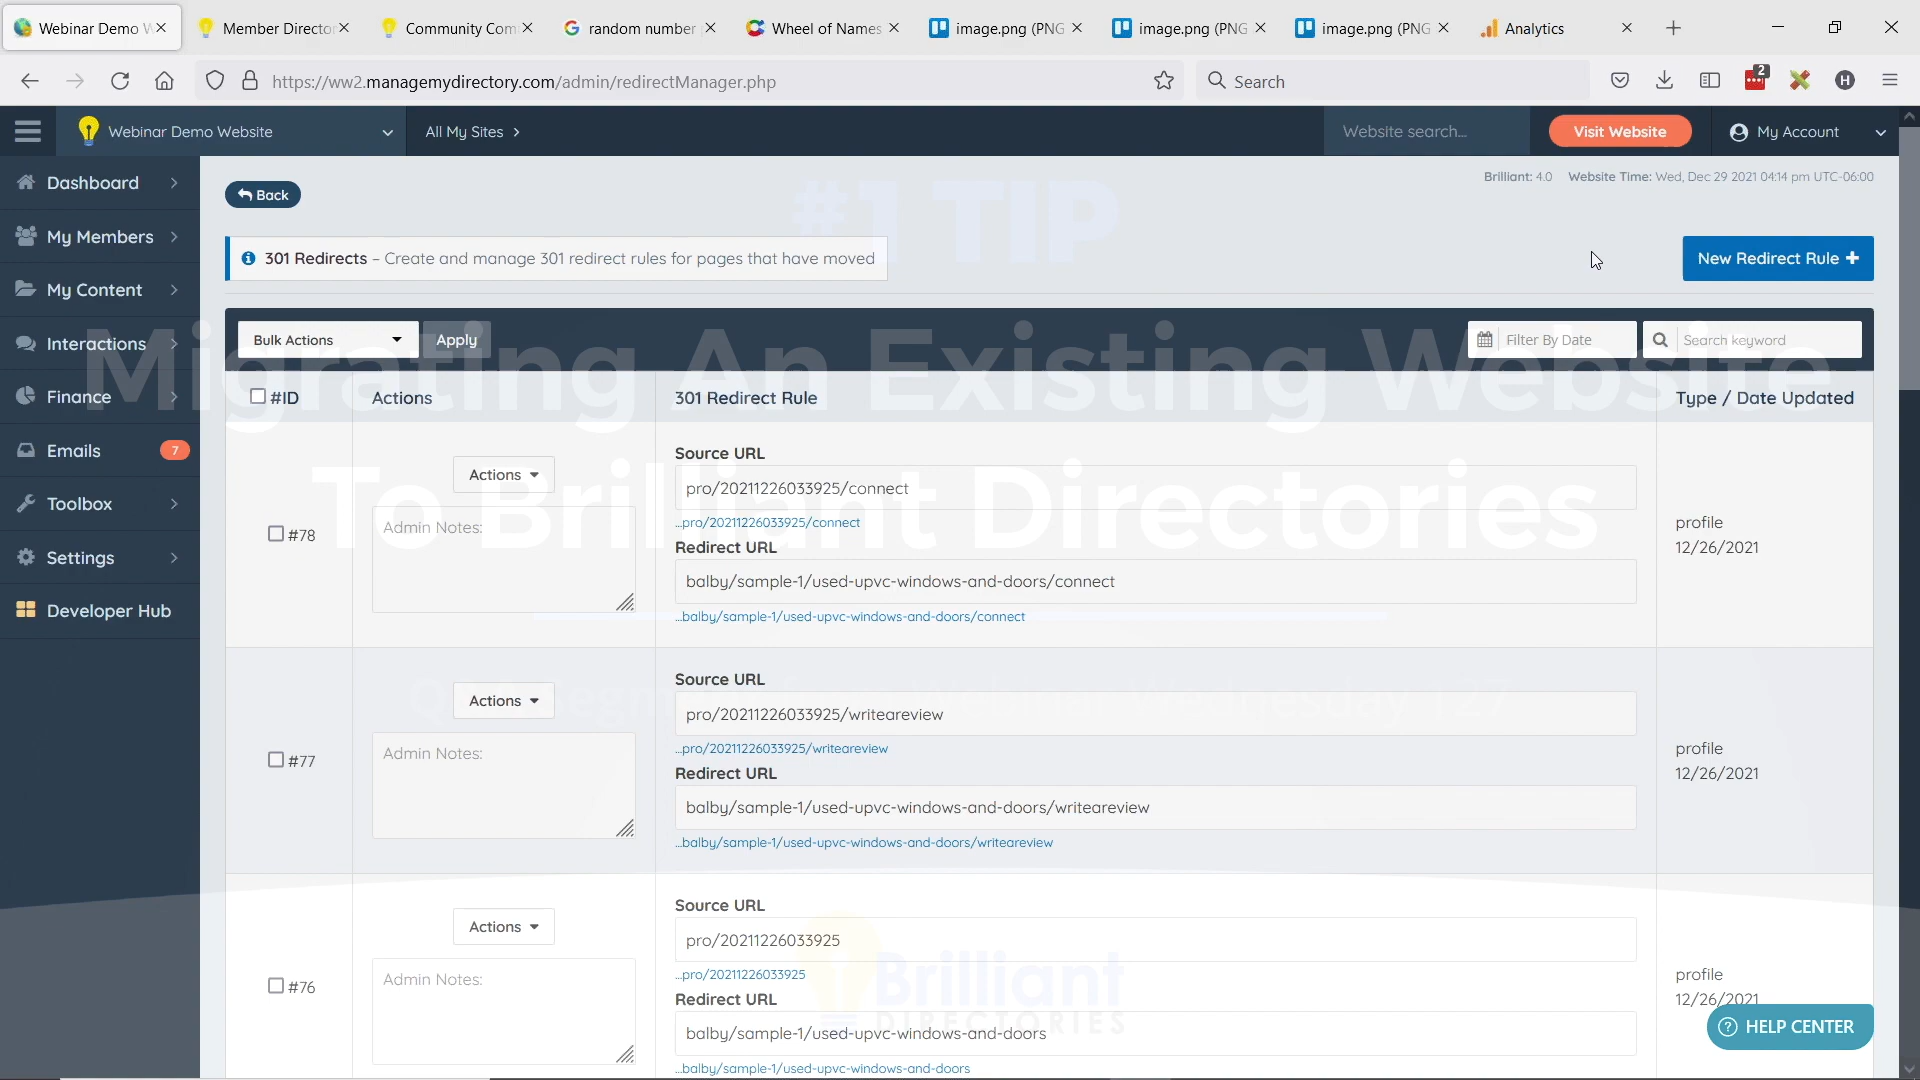 Webinar Demo W
Member Director
Community Com
random number
Wheel of Names
image.png (PNG
image.png (PNG
image.png (PNG
Analytics
https://ww2.managemydirectory.com/admin/redirectManager.php
Search
2
H
Webinar Demo Website
All My Sites
Website search...
Visit Website
My Account
Dashboard
My Members
My Content
Interactions
Finance
Emails
7
Toolbox
Settings
Developer Hub
Back
Brilliant: 4.0 Website Time: Wed, Dec 29 2021 04:14 pm UTC-06:00
#1 TIP
301 Redirects – Create and manage 301 redirect rules for pages that have moved
New Redirect Rule +
Bulk Actions
Apply
Filter By Date
Search keyword
Migrating An Existing Website
To Brilliant Directories
#ID
Actions
301 Redirect Rule
Type / Date Updated
#78
Actions
Admin Notes:
Source URL
pro/20211226033925/connect
...pro/20211226033925/connect
Redirect URL
balby/sample-1/used-upvc-windows-and-doors/connect
...balby/sample-1/used-upvc-windows-and-doors/connect
profile
12/26/2021
#77
Actions
Admin Notes:
Source URL
pro/20211226033925/writeareview
...pro/20211226033925/writeareview
Redirect URL
balby/sample-1/used-upvc-windows-and-doors/writeareview
...balby/sample-1/used-upvc-windows-and-doors/writeareview
profile
12/26/2021
Webinar Wednesday 127
#76
Actions
Admin Notes:
Source URL
pro/20211226033925
...pro/20211226033925
Redirect URL
balby/sample-1/used-upvc-windows-and-doors
...balby/sample-1/used-upvc-windows-and-doors
profile
12/26/2021
Brilliant
DIRECTORIES
HELP CENTER